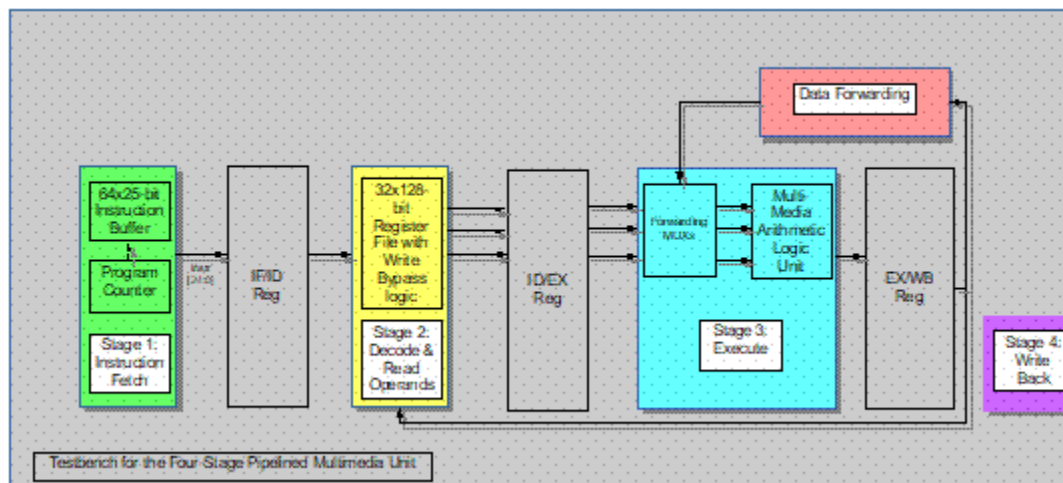 Data Forwarding
64x25-bit
Instruction
Buffer
Program
Counter
Stage 1:
Instruction
Fetch
[24:0]
IF/ID
Reg
32x128-
bit
Register
File with
Write
Bypass
logic
Stage 2:
Decode &
Read
Operands
ID/EX
Reg
Forwarding
MUXs
Multi-
Media
Arithmetic
Logic
Unit
Stage 3:
Execute
EX/WB
Reg
Stage 4:
Write
Back
Testbench for the Four-Stage Pipelined Multimedia Unit